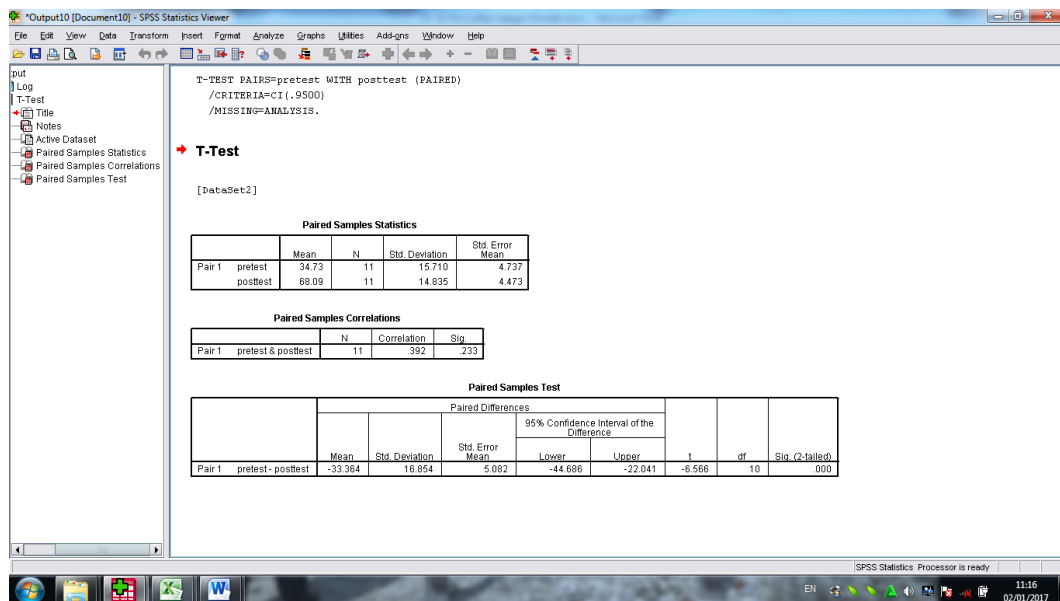 *Output10 [Document10] - SPSS Statistics Viewer
File Edit View Data Transform Insert Format Analyze Graphs Utilities Add-ons Window Help
put
Log
T-Test
Title
Notes
Active Dataset
Paired Samples Statistics
Paired Samples Correlations
Paired Samples Test
T-TEST PAIRS=pretest WITH posttest (PAIRED)
/CRITERIA=CI(.9500)
/MISSING=ANALYSIS.
T-Test
[DataSet2]
Paired Samples Statistics
Mean N Std. Deviation Std. Error Mean
Pair 1 pretest 34.73 11 15.710 4.737
posttest 68.09 11 14.835 4.473
Paired Samples Correlations
N Correlation Sig.
Pair 1 pretest & posttest 11 .392 .233
Paired Samples Test
Paired Differences
95% Confidence Interval of the Difference
Mean Std. Deviation Std. Error Mean Lower Upper t df Sig. (2-tailed)
Pair 1 pretest - posttest -33.364 16.854 5.082 -44.686 -22.041 -6.566 10 .000
SPSS Statistics Processor is ready
EN 11:16
02/01/2017